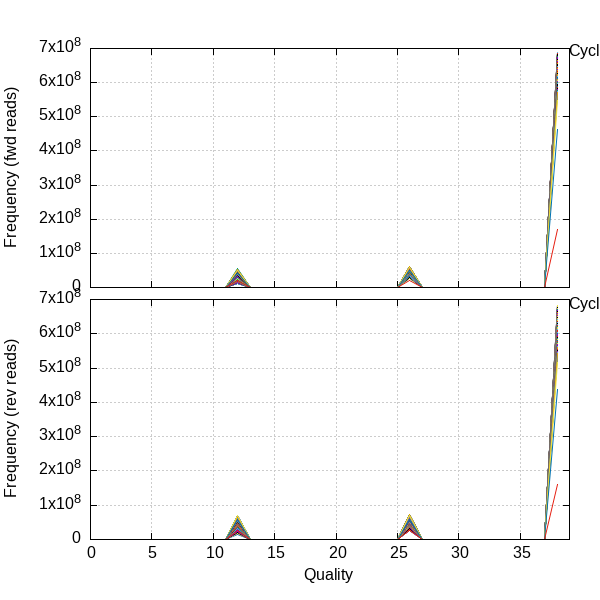 7x10^8
Cycl
6x10^8
5x10^8
4x10^8
3x10^8
2x10^8
1x10^8
0
Frequency (fwd reads)
7x10^8
Cycl
6x10^8
5x10^8
4x10^8
3x10^8
2x10^8
1x10^8
0
Frequency (rev reads)
0 5 10 15 20 25 30 35
Quality